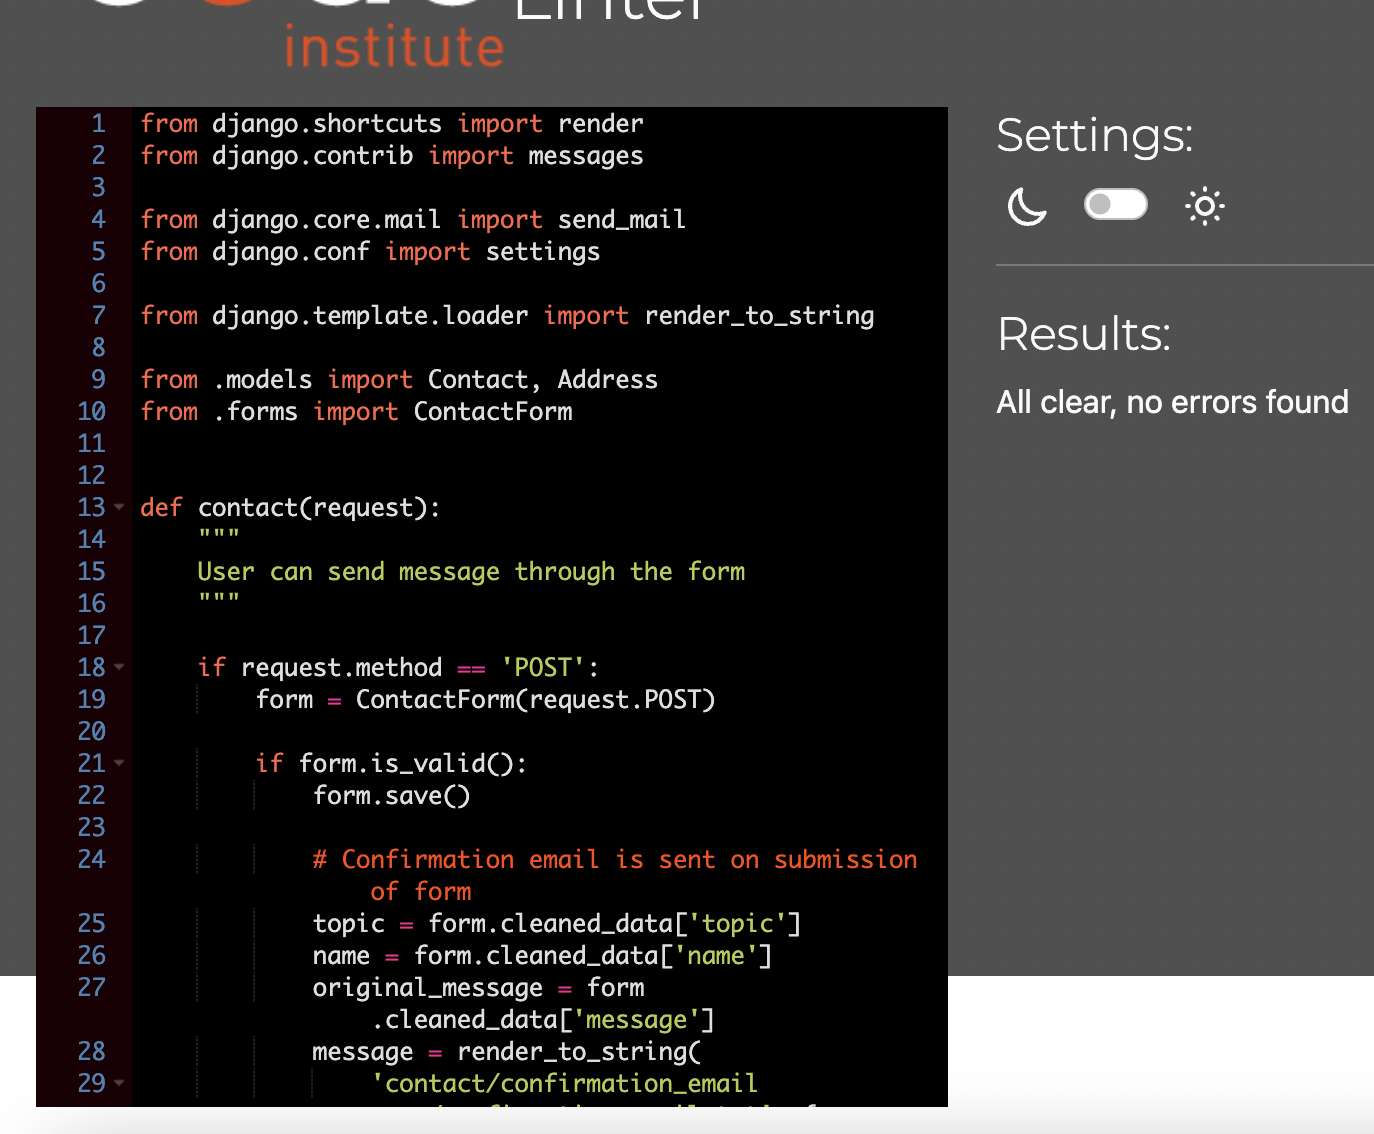 Linter
institute
1 from django.shortcuts import render
2 from django.contrib import messages
3
4 from django.core.mail import send_mail
5 from django.conf import settings
6
7 from django.template.loader import render_to_string
8
9 from .models import Contact, Address
10 from .forms import ContactForm
11
12
13 def contact(request):
14     """
15     User can send message through the form
16     """
17
18     if request.method == 'POST':
19         form = ContactForm(request.POST)
20
21         if form.is_valid():
22             form.save()
23
24             # Confirmation email is sent on submission
of form
25             topic = form.cleaned_data['topic']
26             name = form.cleaned_data['name']
27             original_message = form
.cleaned_data['message']
28             message = render_to_string(
29                 'contact/confirmation_email
Settings:
Results:
All clear, no errors found